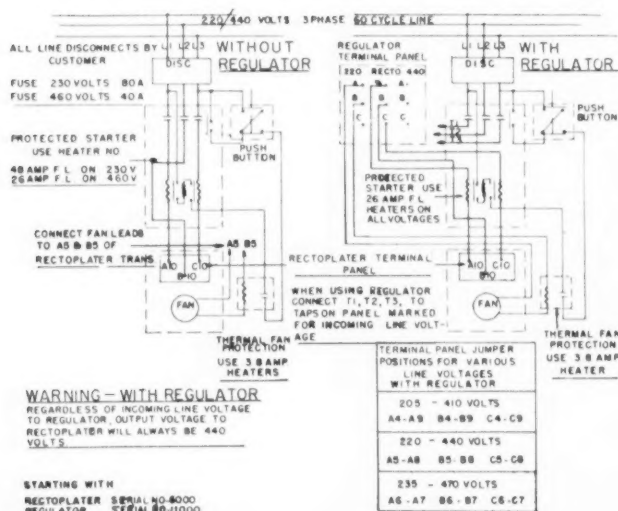 220/440 VOLTS 3 PHASE 60 CYCLE LINE
ALL LINE DISCONNECTS BY
CUSTOMER
L1 L2 L3
DISC
WITHOUT
REGULATOR
FUSE 230 VOLTS 80A
FUSE 460 VOLTS 40A
PUSH
BUTTON
PROTECTED STARTER
USE HEATER NO
48 AMP F.L ON 230V
26 AMP F.L ON 460V
CONNECT FAN LEADS
TO A5 & B5 OF
RECTOPLATER TRANS.
A5 B5
A10 C10
B10
FAN
THERMAL FAN
PROTECTION
USE 3 8 AMP
HEATERS
REGULATOR
TERMINAL PANEL
220 RECTO 440
A B A
B B B
C C C
L1 L2 L3
DISC
WITH
REGULATOR
PUSH
BUTTON
PROTECTED
STARTER USE
26 AMP F.L
HEATERS ON
ALL VOLTAGES
RECTOPLATER TERMINAL
PANEL
A10 C10
B10
FAN
WHEN USING REGULATOR
CONNECT T1, T2, T3, TO
TAPS ON PANEL MARKED
FOR INCOMING LINE VOLT-
AGE
THERMAL FAN
PROTECTION
USE 3 8 AMP
HEATER
WARNING - WITH REGULATOR
REGARDLESS OF INCOMING LINE VOLTAGE
TO REGULATOR, OUTPUT VOLTAGE TO
RECTOPLATER WILL ALWAYS BE 440
VOLTS
TERMINAL PANEL JUMPER
POSITIONS FOR VARIOUS
LINE VOLTAGES
WITH REGULATOR
205 - 410 VOLTS
A4-A9 B4-B9 C4-C9
220 - 440 VOLTS
A5-A8 B5-B8 C5-C8
235 - 470 VOLTS
A6-A7 B6-B7 C6-C7
STARTING WITH
RECTOPLATER SERIAL NO-8000
REGULATOR SERIAL NO-11000